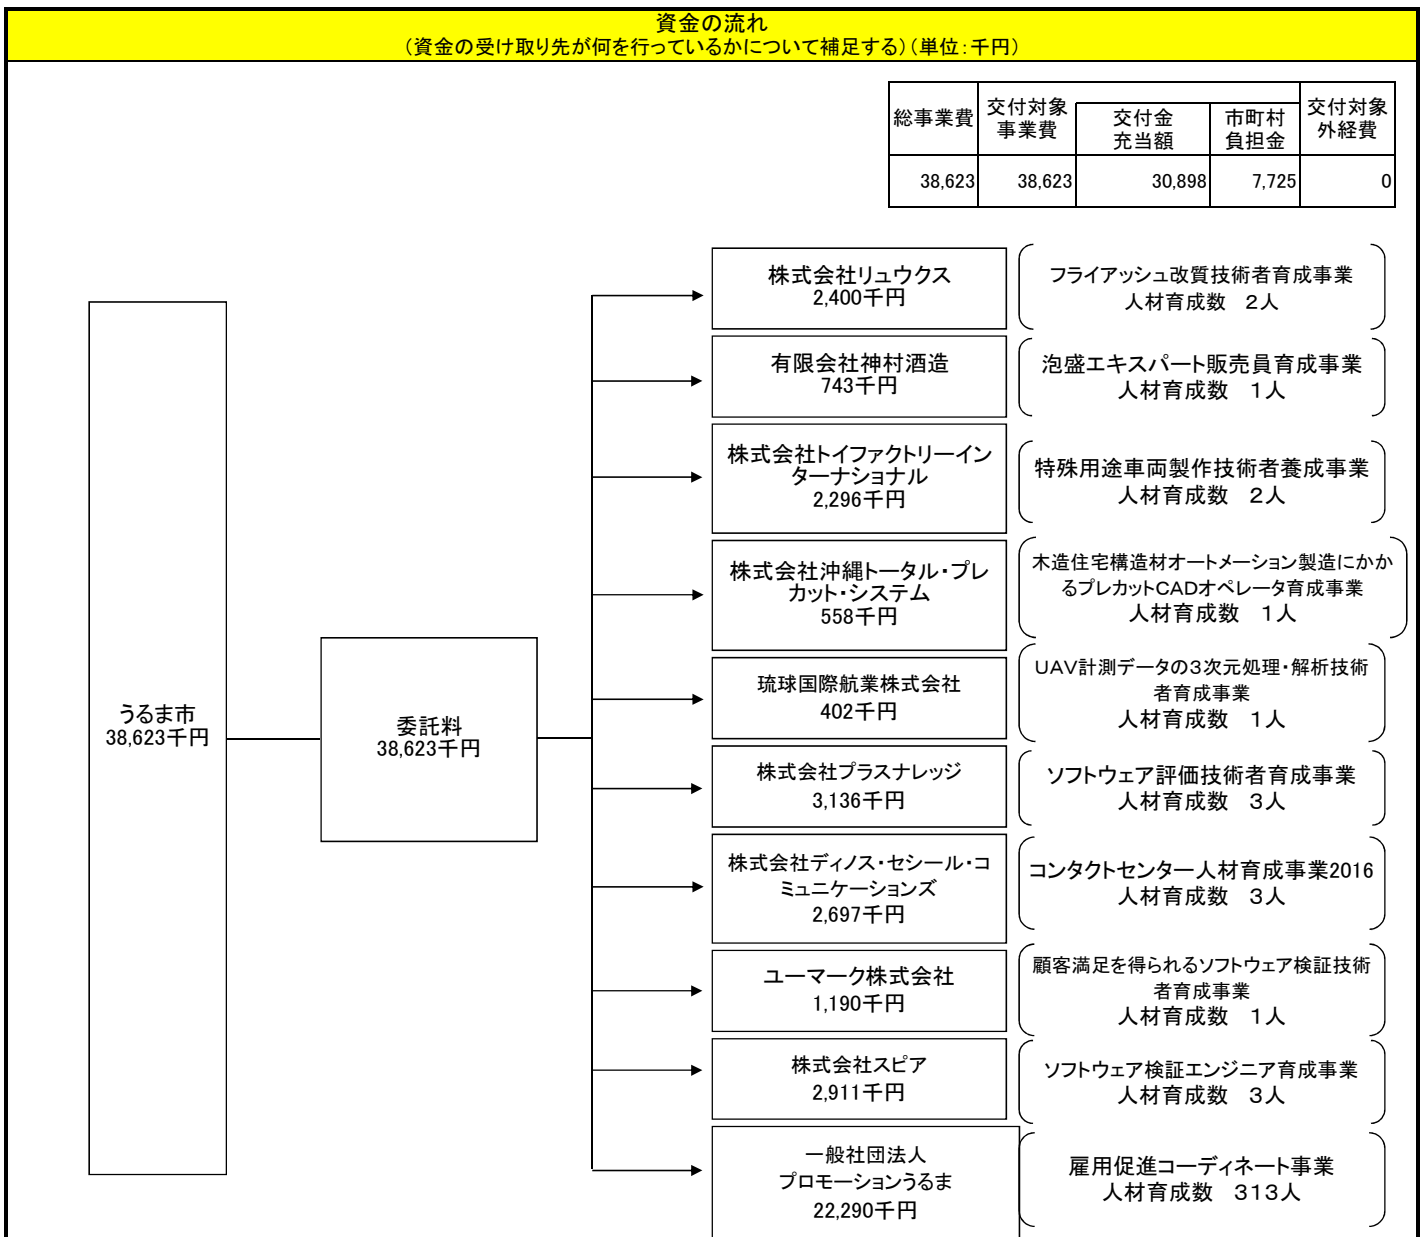 資金の流れ
(資金の受け取り先が何を行っているかについて補足する)(単位：千円)
総事業費
交付対象
事業費
交付金
充当額
市町村
負担金
交付対象
外経費
38,623
38,623
30,898
7,725
0
うるま市
38,623千円
委託料
38,623千円
株式会社リュウクス
2,400千円
フライアッシュ改質技術者育成事業
人材育成数　2人
有限会社神村酒造
743千円
泡盛エキスパート販売員育成事業
人材育成数　1人
株式会社トイファクトリーイン
ターナショナル
2,296千円
特殊用途車両製作技術者養成事業
人材育成数　2人
株式会社沖縄トータル・プレ
カット・システム
558千円
木造住宅構造材オートメーション製造にかか
るプレカットCADオペレータ育成事業
人材育成数　1人
琉球国際航業株式会社
402千円
UAV計測データの3次元処理・解析技術
者育成事業
人材育成数　1人
株式会社プラスナレッジ
3,136千円
ソフトウェア評価技術者育成事業
人材育成数　3人
株式会社ディノス・セシール・コ
ミュニケーションズ
2,697千円
コンタクトセンター人材育成事業2016
人材育成数　3人
ユーマーク株式会社
1,190千円
顧客満足を得られるソフトウェア検証技術
者育成事業
人材育成数　1人
株式会社スピア
2,911千円
ソフトウェア検証エンジニア育成事業
人材育成数　3人
一般社団法人
プロモーションうるま
22,290千円
雇用促進コーディネート事業
人材育成数　313人